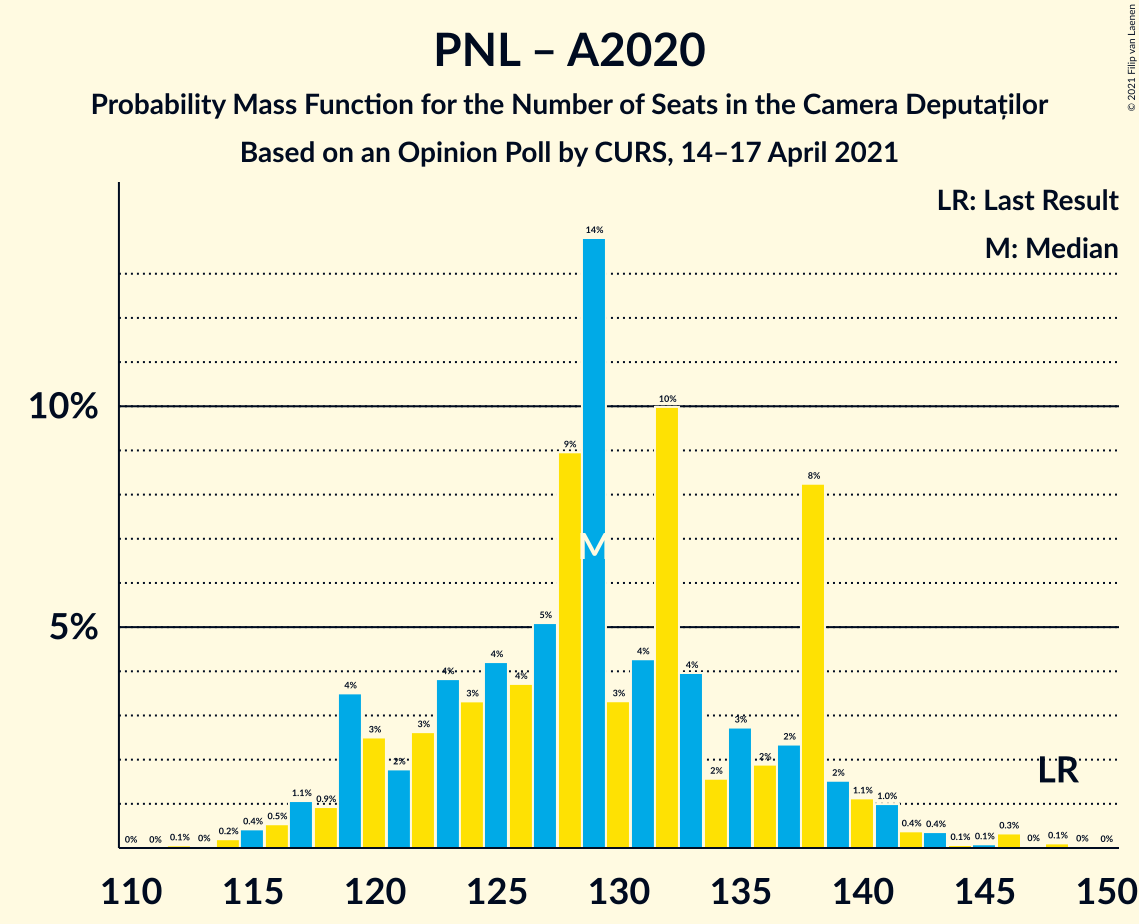 PNL – A2020
Probability Mass Function for the Number of Seats in the Camera Deputaților
Based on an Opinion Poll by CURS, 14–17 April 2021
© 2021 Filip van Laenen
LR: Last Result
M: Median
10%
5%
0% 0% 0.1% 0% 0.2% 0.4% 0.5% 1.1% 0.9% 4% 3% 2% 3% 4% 3% 4% 4% 5% 9% 14% 3% 4% 10% 4% 2% 3% 2% 2% 8% 2% 1.1% 1.0% 0.4% 0.4% 0.1% 0.1% 0.3% 0% 0.1% 0% 0%
M
LR
110 115 120 125 130 135 140 145 150